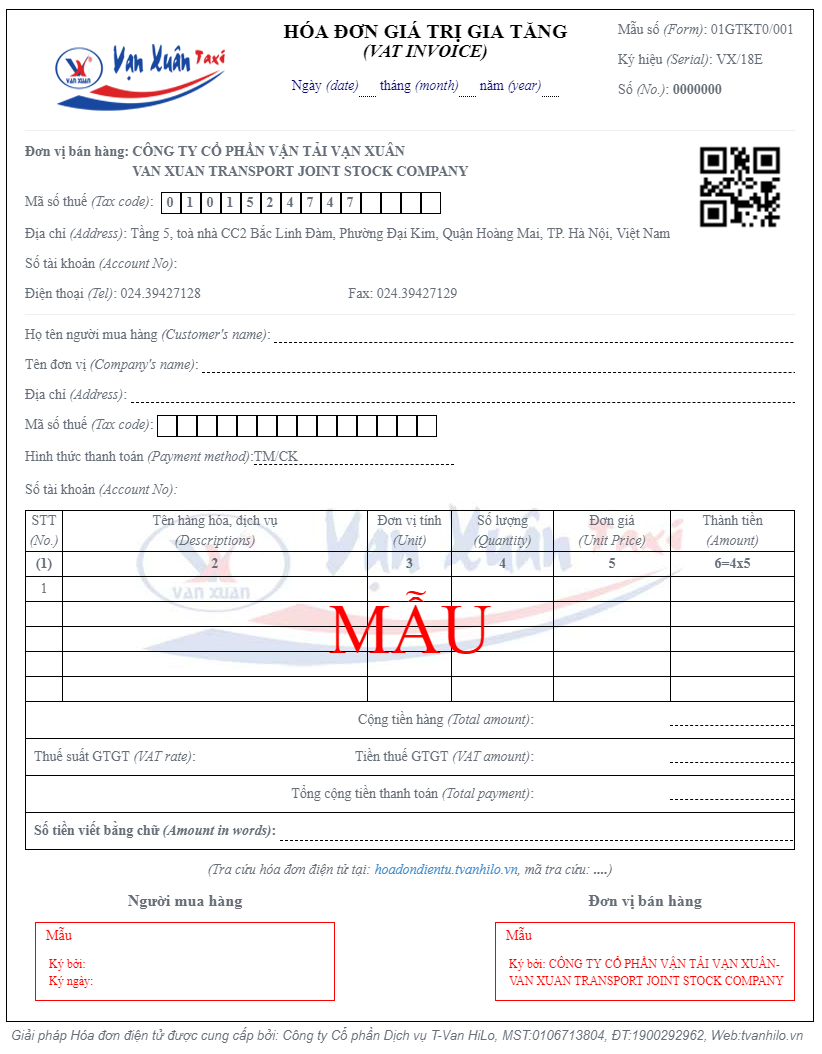 VẠN XUÂN
Vạn Xuân Taxi
HÓA ĐƠN GIÁ TRỊ GIA TĂNG
(VAT INVOICE)
Ngày (date)____ tháng (month)____ năm (year)____
Mẫu số (Form): 01GTKT0/001
Ký hiệu (Serial): VX/18E
Số (No.): 0000000
Đơn vị bán hàng: CÔNG TY CỔ PHẦN VẬN TẢI VẠN XUÂN
VAN XUAN TRANSPORT JOINT STOCK COMPANY
Mã số thuế (Tax code): 0 1 0 1 5 2 4 7 4 7
Địa chỉ (Address): Tầng 5, toà nhà CC2 Bắc Linh Đàm, Phường Đại Kim, Quận Hoàng Mai, TP. Hà Nội, Việt Nam
Số tài khoản (Account No):
Điện thoại (Tel): 024.39427128 Fax: 024.39427129
Họ tên người mua hàng (Customer's name):
Tên đơn vị (Company's name):
Địa chỉ (Address):
Mã số thuế (Tax code):
Hình thức thanh toán (Payment method):TM/CK
Số tài khoản (Account No):
STT Tên hàng hóa, dịch vụ Đơn vị tính Số lượng Đơn giá Thành tiền
(No.) (Descriptions) (Unit) (Quantity) (Unit Price) (Amount)
(1) 2 3 4 5 6=4x5
1
VẠN XUÂN
Vạn Xuân Taxi
MẪU
Cộng tiền hàng (Total amount):
Thuế suất GTGT (VAT rate): Tiền thuế GTGT (VAT amount):
Tổng cộng tiền thanh toán (Total payment):
Số tiền viết bằng chữ (Amount in words):
(Tra cứu hóa đơn điện tử tại: hoadondientu.tvanhilo.vn, mã tra cứu: ....)
Người mua hàng Đơn vị bán hàng
Mẫu
Ký bởi:
Ký ngày:
Mẫu
Ký bởi: CÔNG TY CỔ PHẦN VẬN TẢI VẠN XUÂN-
VAN XUAN TRANSPORT JOINT STOCK COMPANY
Giải pháp Hóa đơn điện tử được cung cấp bởi: Công ty Cổ phần Dịch vụ T-Van HiLo, MST:0106713804, ĐT:1900292962, Web:tvanhilo.vn